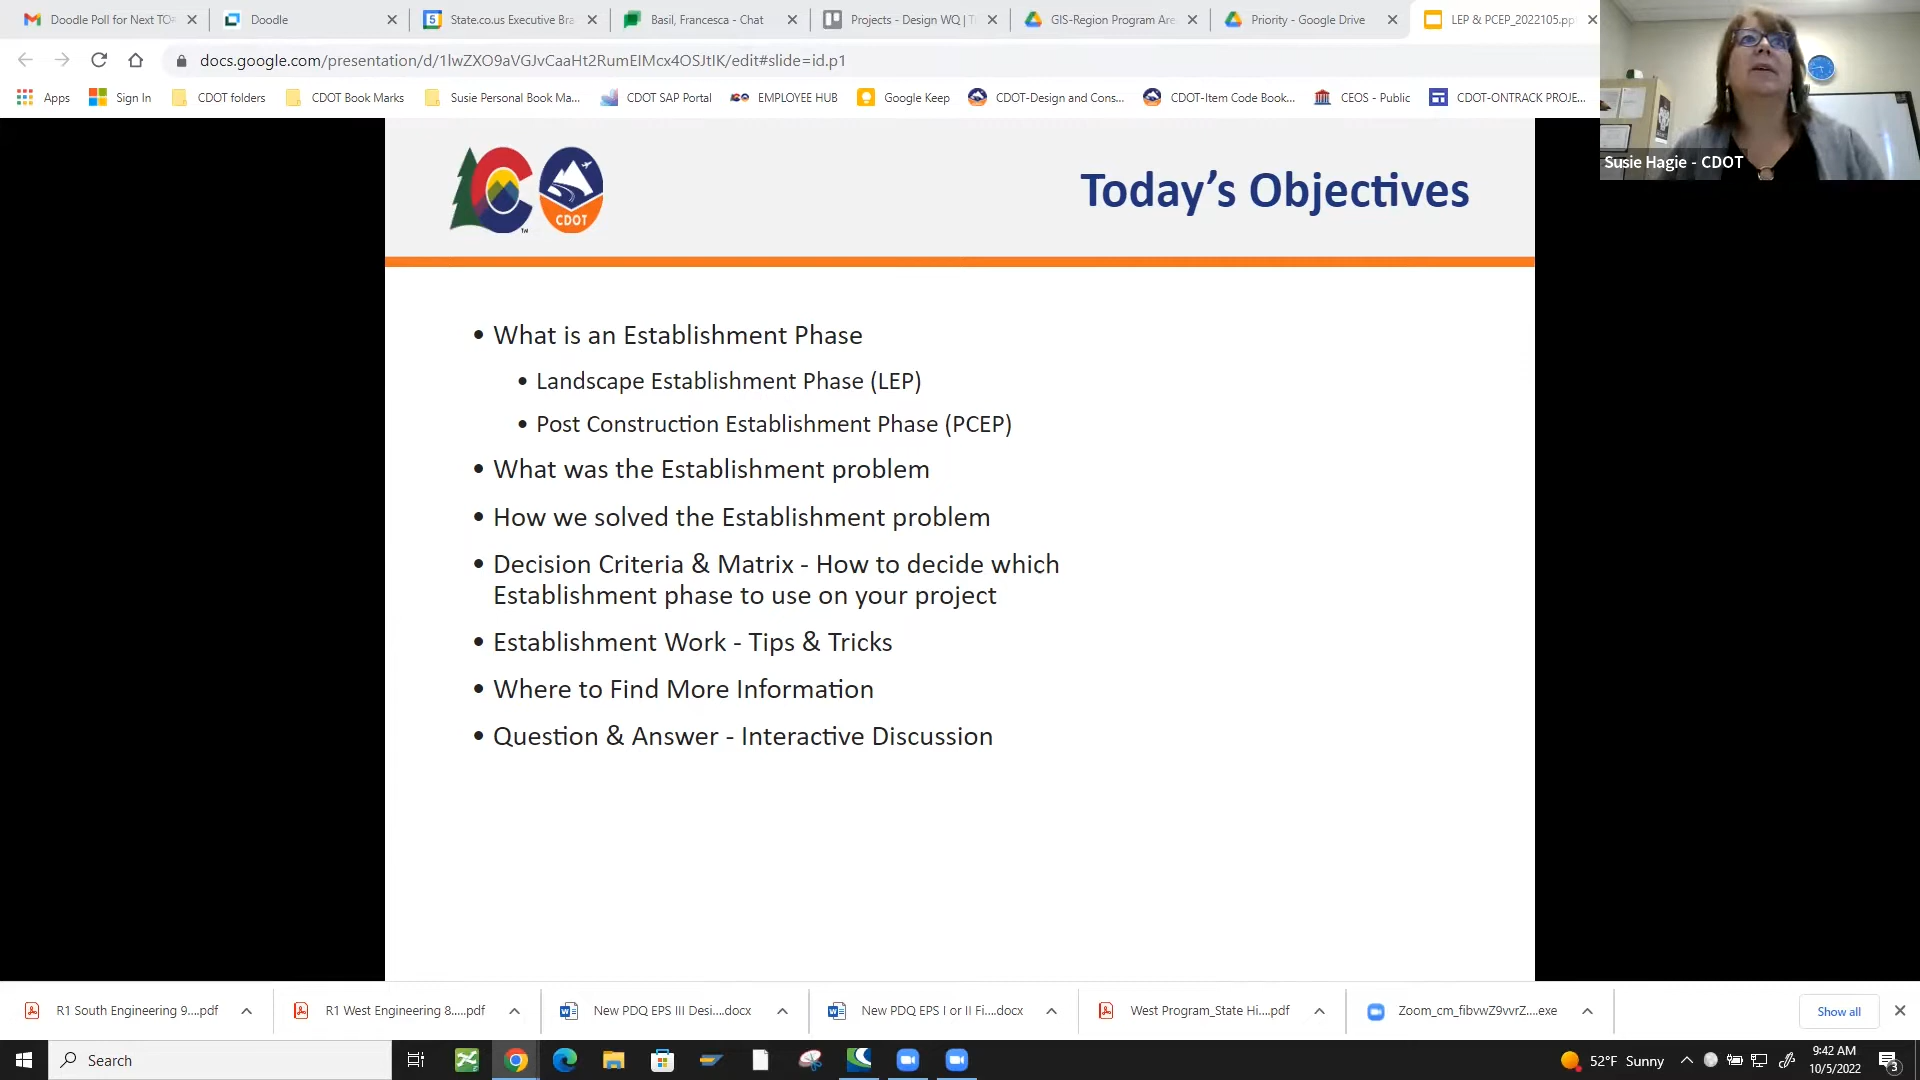 Doodle Poll for Next TO
Doodle
State.co.us Executive Bra
Basil, Francesca - Chat
Projects - Design WQ | T
GIS-Region Program Are
Priority - Google Drive
LEP & PCEP_2022105.pp
docs.google.com/presentation/d/1lwZXO9aVGJvCaaHt2RumEIMcx4OSJtIK/edit#slide=id.p1
Apps
Sign In
CDOT folders
CDOT Book Marks
Susie Personal Book Ma...
CDOT SAP Portal
EMPLOYEE HUB
Google Keep
CDOT-Design and Cons...
CDOT-Item Code Book...
CEOS - Public
CDOT-ONTRACK PROJE...
Susie Hagie - CDOT
CDOT
TM
Today's Objectives
• What is an Establishment Phase
• Landscape Establishment Phase (LEP)
• Post Construction Establishment Phase (PCEP)
• What was the Establishment problem
• How we solved the Establishment problem
• Decision Criteria & Matrix - How to decide which
Establishment phase to use on your project
• Establishment Work - Tips & Tricks
• Where to Find More Information
• Question & Answer - Interactive Discussion
R1 South Engineering 9....pdf
R1 West Engineering 8.....pdf
New PDQ EPS III Desi....docx
New PDQ EPS I or II Fi....docx
West Program_State Hi....pdf
Zoom_cm_fibvwZ9vvrZ....exe
Show all
Search
52°F Sunny
9:42 AM
10/5/2022
3